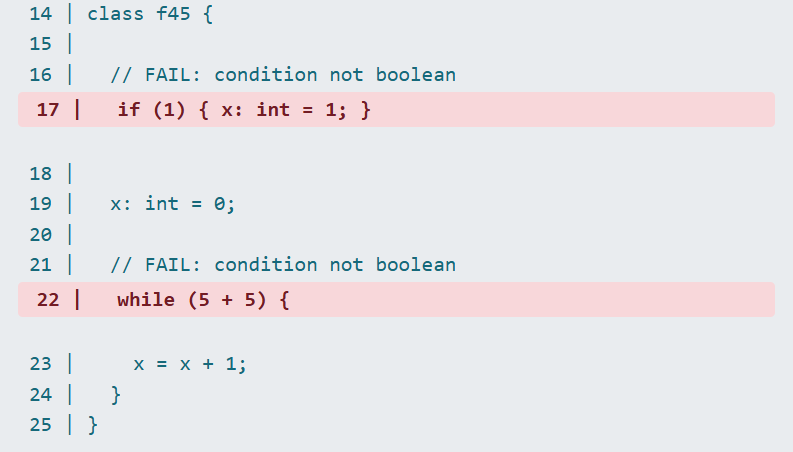 14 | class f45 {
15 |
16 |   // FAIL: condition not boolean
17 |   if (1) { x: int = 1; }
18 |
19 |   x: int = 0;
20 |
21 |   // FAIL: condition not boolean
22 |   while (5 + 5) {
23 |     x = x + 1;
24 |   }
25 | }